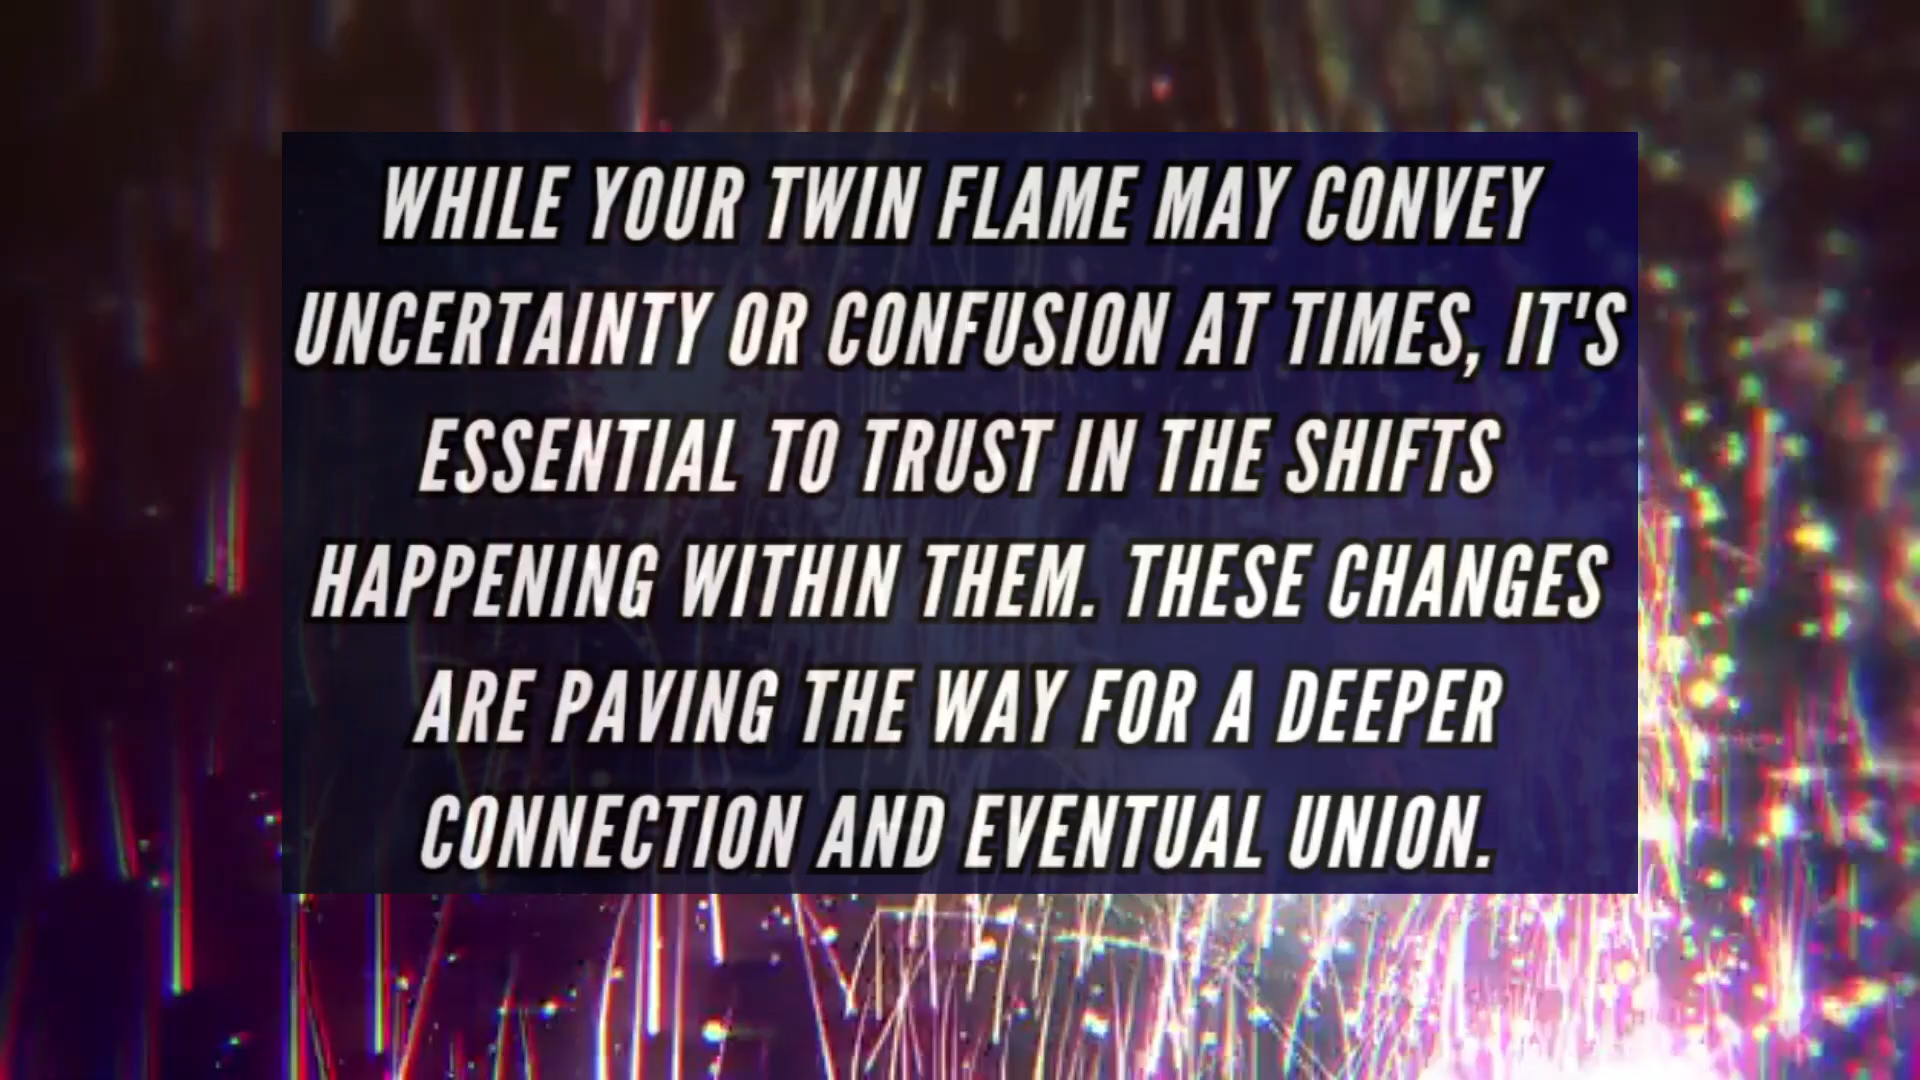 WHILE YOUR TWIN FLAME MAY CONVEY
UNCERTAINTY OR CONFUSION AT TIMES, IT'S
ESSENTIAL TO TRUST IN THE SHIFTS
HAPPENING WITHIN THEM. THESE CHANGES
ARE PAVING THE WAY FOR A DEEPER
CONNECTION AND EVENTUAL UNION.